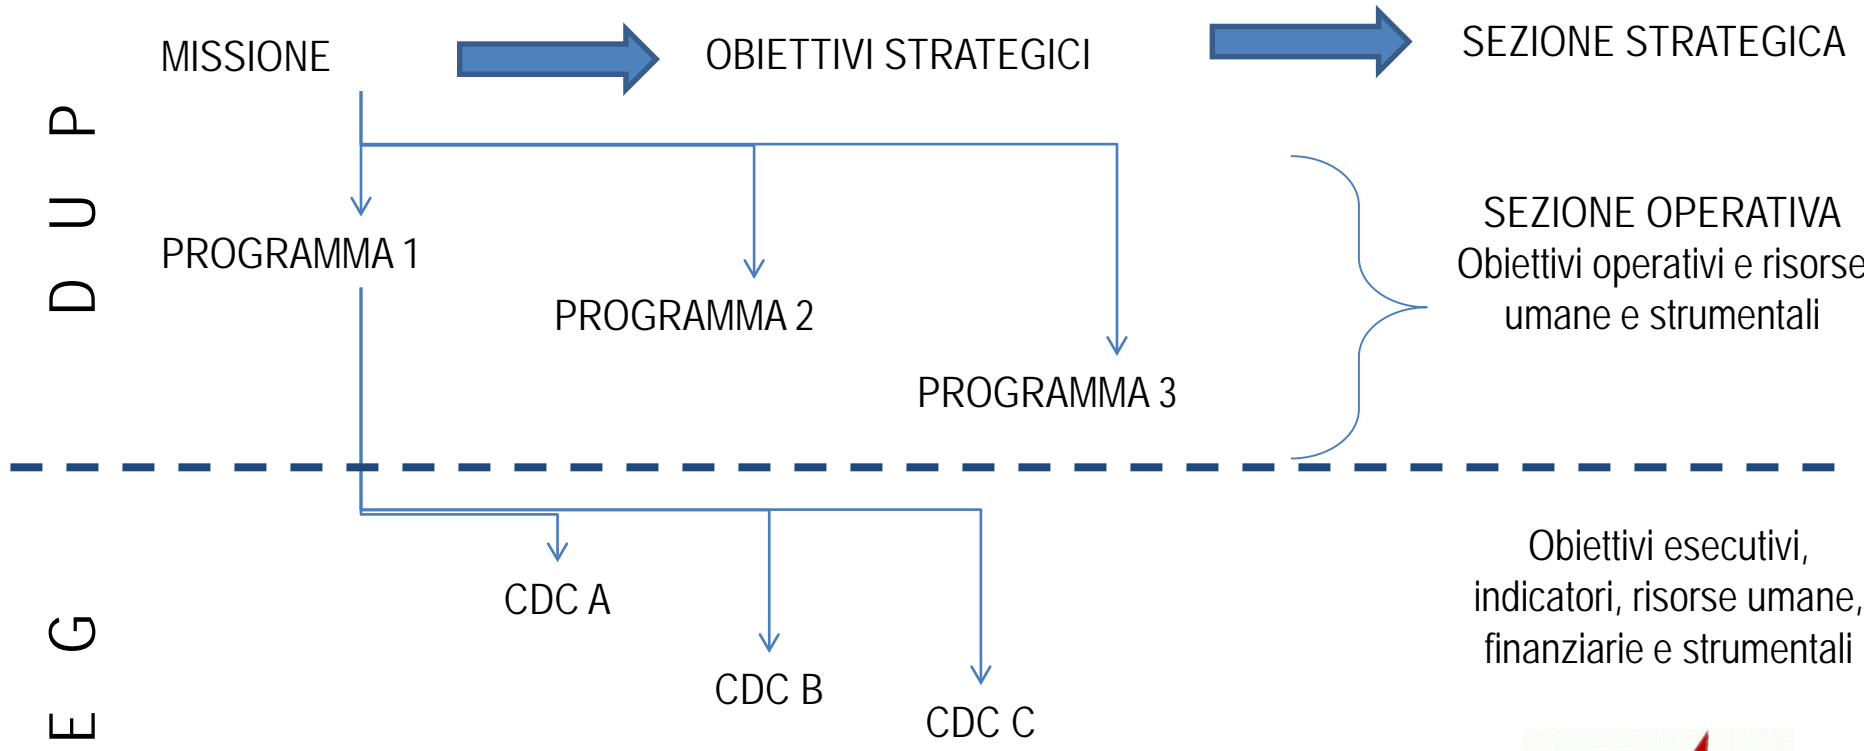 MISSIONE
OBIETTIVI STRATEGICI
SEZIONE STRATEGICA
D U P
PROGRAMMA 1
PROGRAMMA 2
PROGRAMMA 3
SEZIONE OPERATIVA
Obiettivi operativi e risorse
umane e strumentali
E G
CDC A
CDC B
CDC C
Obiettivi esecutivi,
indicatori, risorse umane,
finanziarie e strumentali